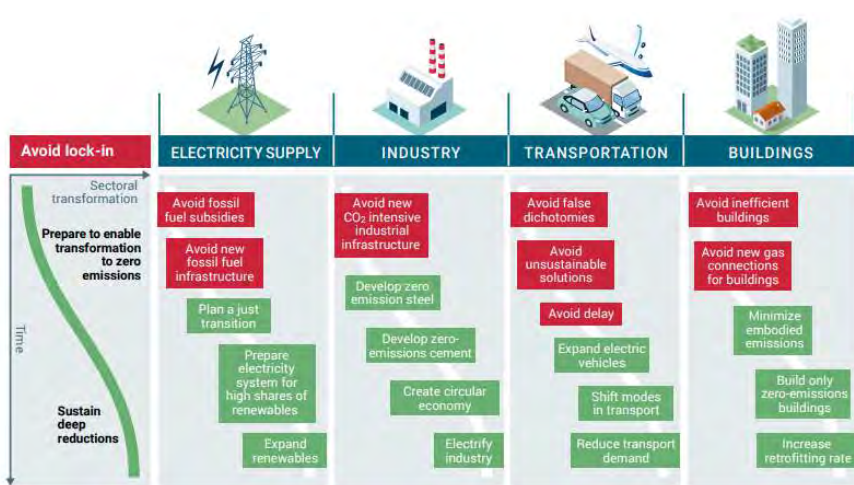 Avoid lock-in
ELECTRICITY SUPPLY
INDUSTRY
TRANSPORTATION
BUILDINGS
Sectoral
transformation
Prepare to enable
transformation
to zero
emissions
Time
Sustain
deep
reductions
Avoid fossil
fuel subsidies
Avoid new
fossil fuel
infrastructure
Plan a just
transition
Prepare
electricity
system for
high shares of
renewables
Expand
renewables
Avoid new
CO₂ intensive
industrial
infrastructure
Develop zero
emission steel
Develop zero-
emissions cement
Create circular
economy
Electrify
industry
Avoid false
dichotomies
Avoid
unsustainable
solutions
Avoid delay
Expand electric
vehicles
Shift modes
in transport
Reduce transport
demand
Avoid inefficient
buildings
Avoid new gas
connections
for buildings
Minimize
embodied
emissions
Build only
zero-emissions
buildings
Increase
retrofitting rate